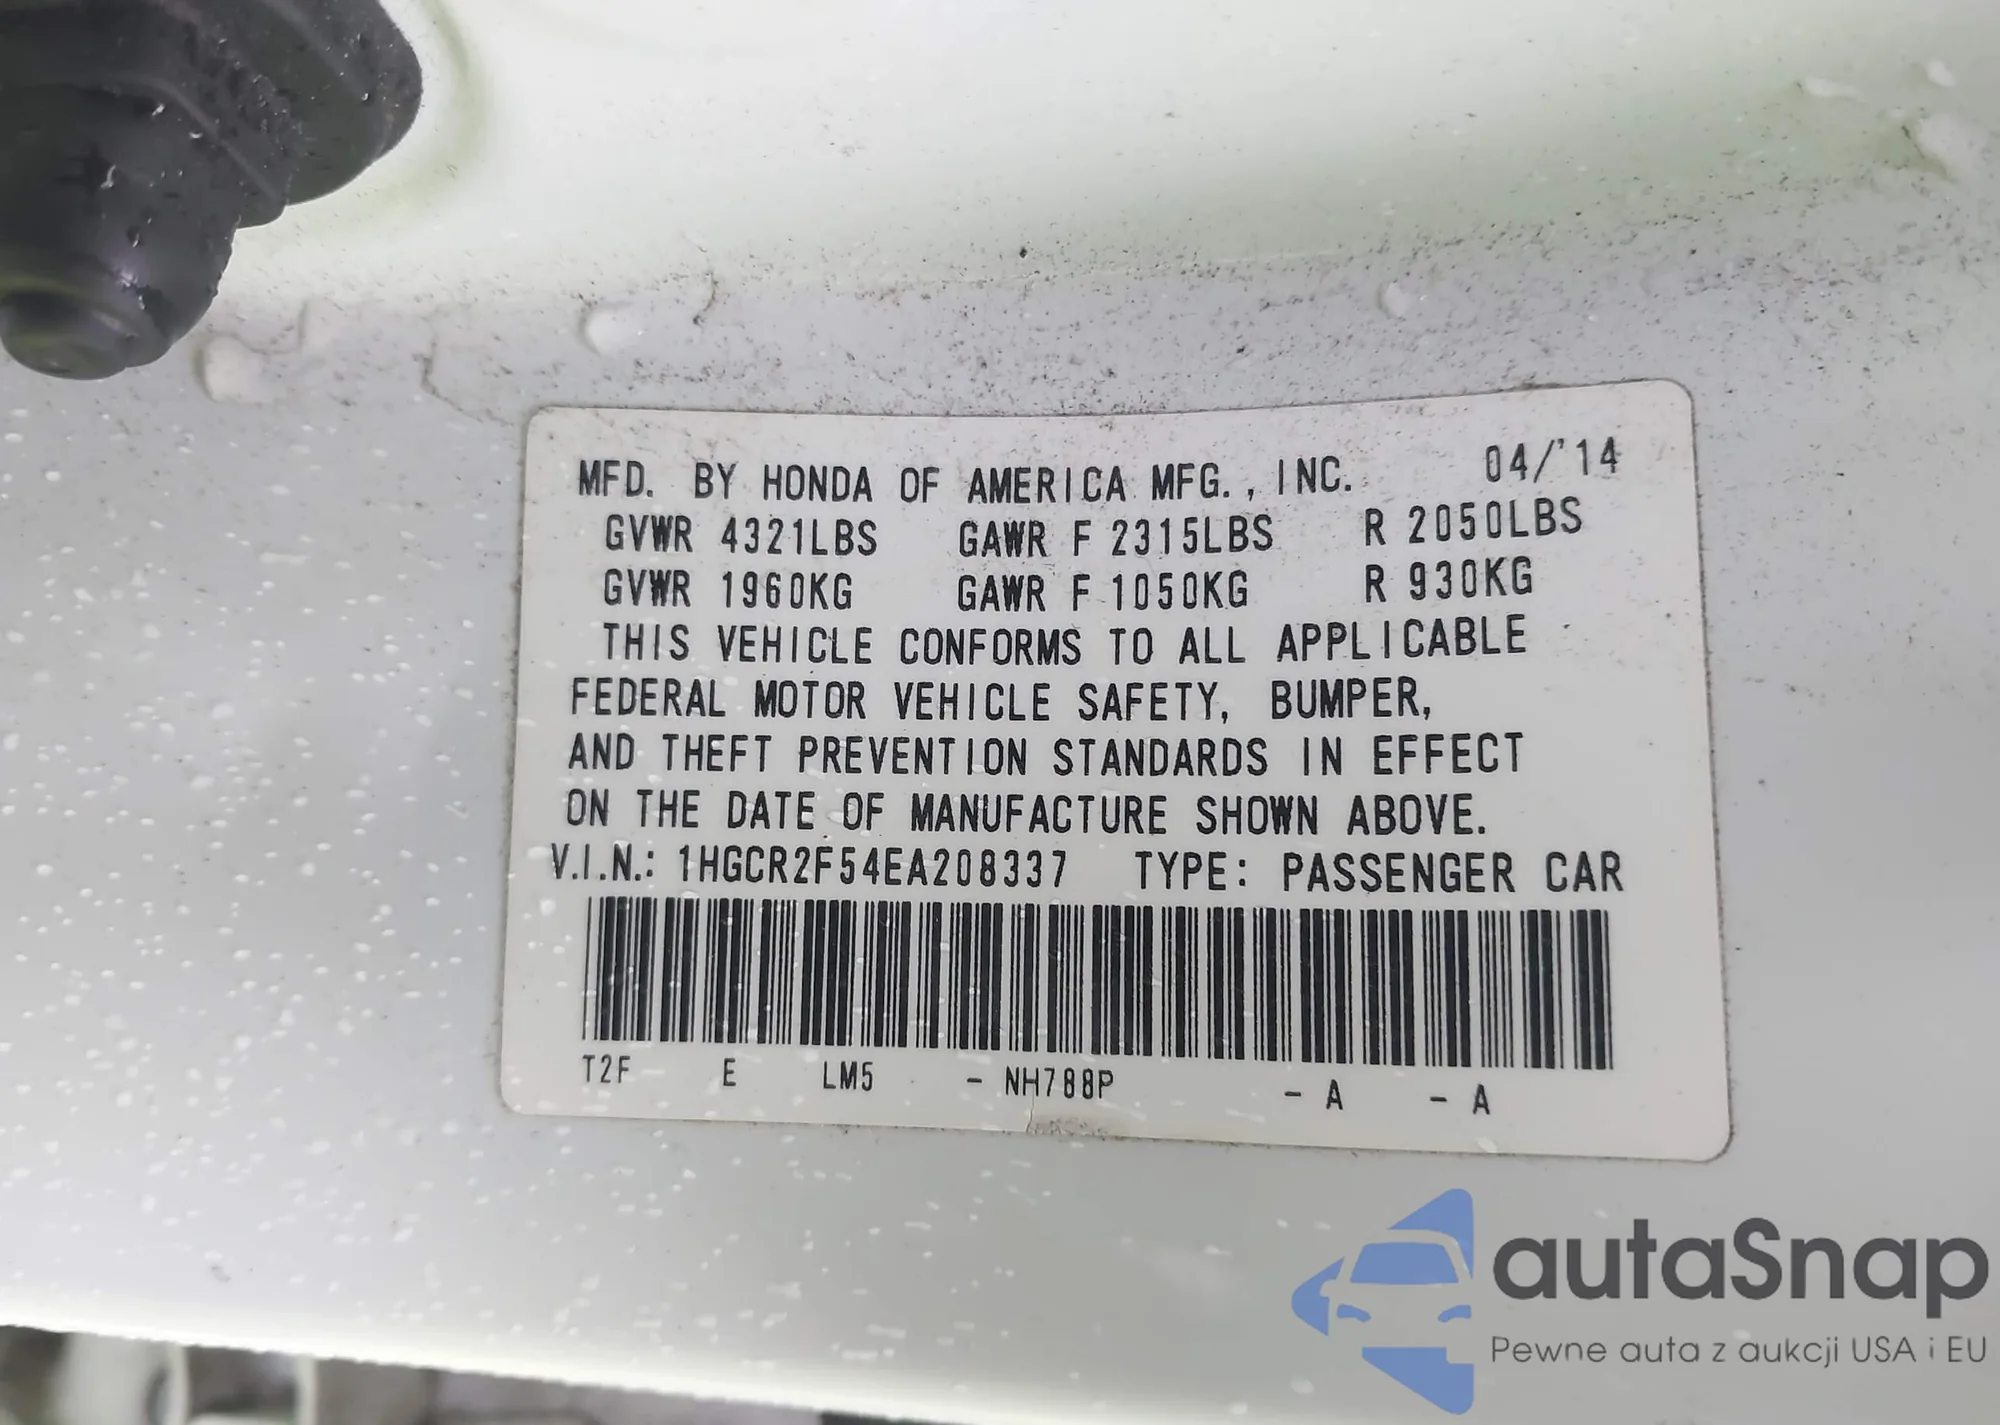 MFD. BY HONDA OF AMERICA MFG., INC. 04/'14
GVWR 4321LBS GAWR F 2315LBS R 2050LBS
GVWR 1960KG GAWR F 1050KG R 930KG
THIS VEHICLE CONFORMS TO ALL APPLICABLE
FEDERAL MOTOR VEHICLE SAFETY, BUMPER,
AND THEFT PREVENTION STANDARDS IN EFFECT
ON THE DATE OF MANUFACTURE SHOWN ABOVE.
V.I.N.: 1HGCR2F54EA208337 TYPE: PASSENGER CAR
T2F E LM5 - NH788P - A - A
autaSnap
Pewne auta z aukcji USA i EU